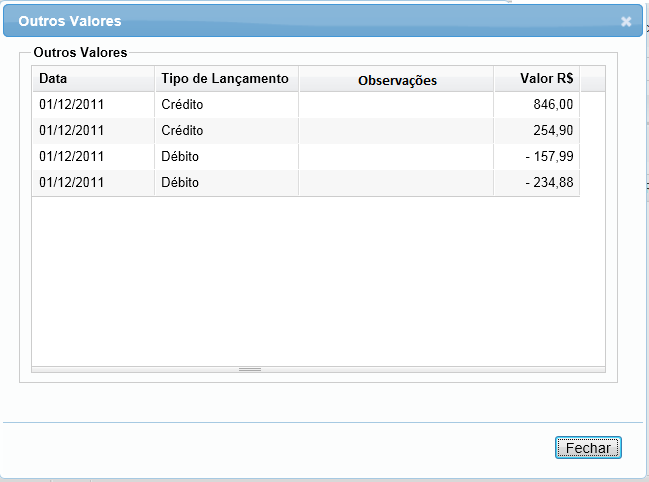 Outros Valores
Outros Valores
Data Tipo de Lançamento Observações Valor R$
01/12/2011 Crédito 846,00
01/12/2011 Crédito 254,90
01/12/2011 Débito - 157,99
01/12/2011 Débito - 234,88
Fechar